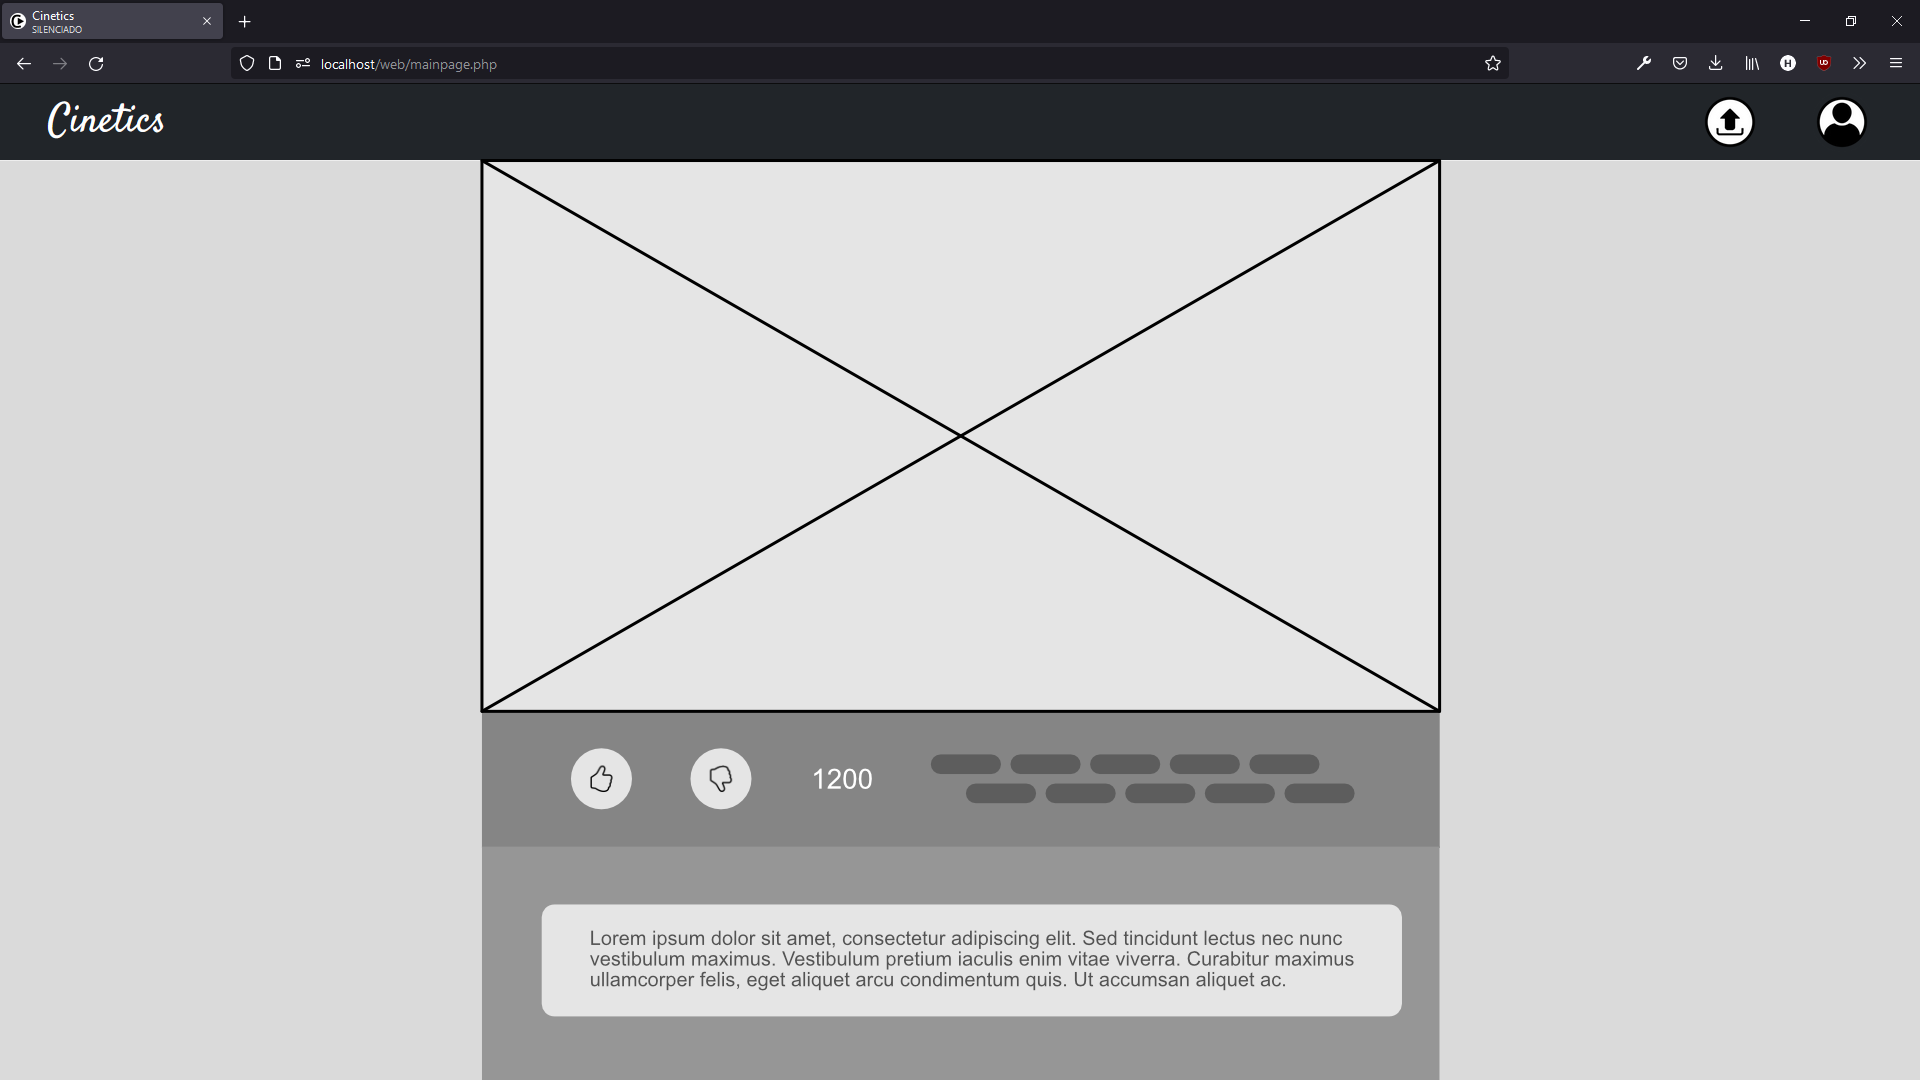 Cinetics
SILENCIADO
localhost/web/mainpage.php
H
Cinetics
1200
Lorem ipsum dolor sit amet, consectetur adipiscing elit. Sed tincidunt lectus nec nunc
vestibulum maximus. Vestibulum pretium iaculis enim vitae viverra. Curabitur maximus
ullamcorper felis, eget aliquet arcu condimentum quis. Ut accumsan aliquet ac.